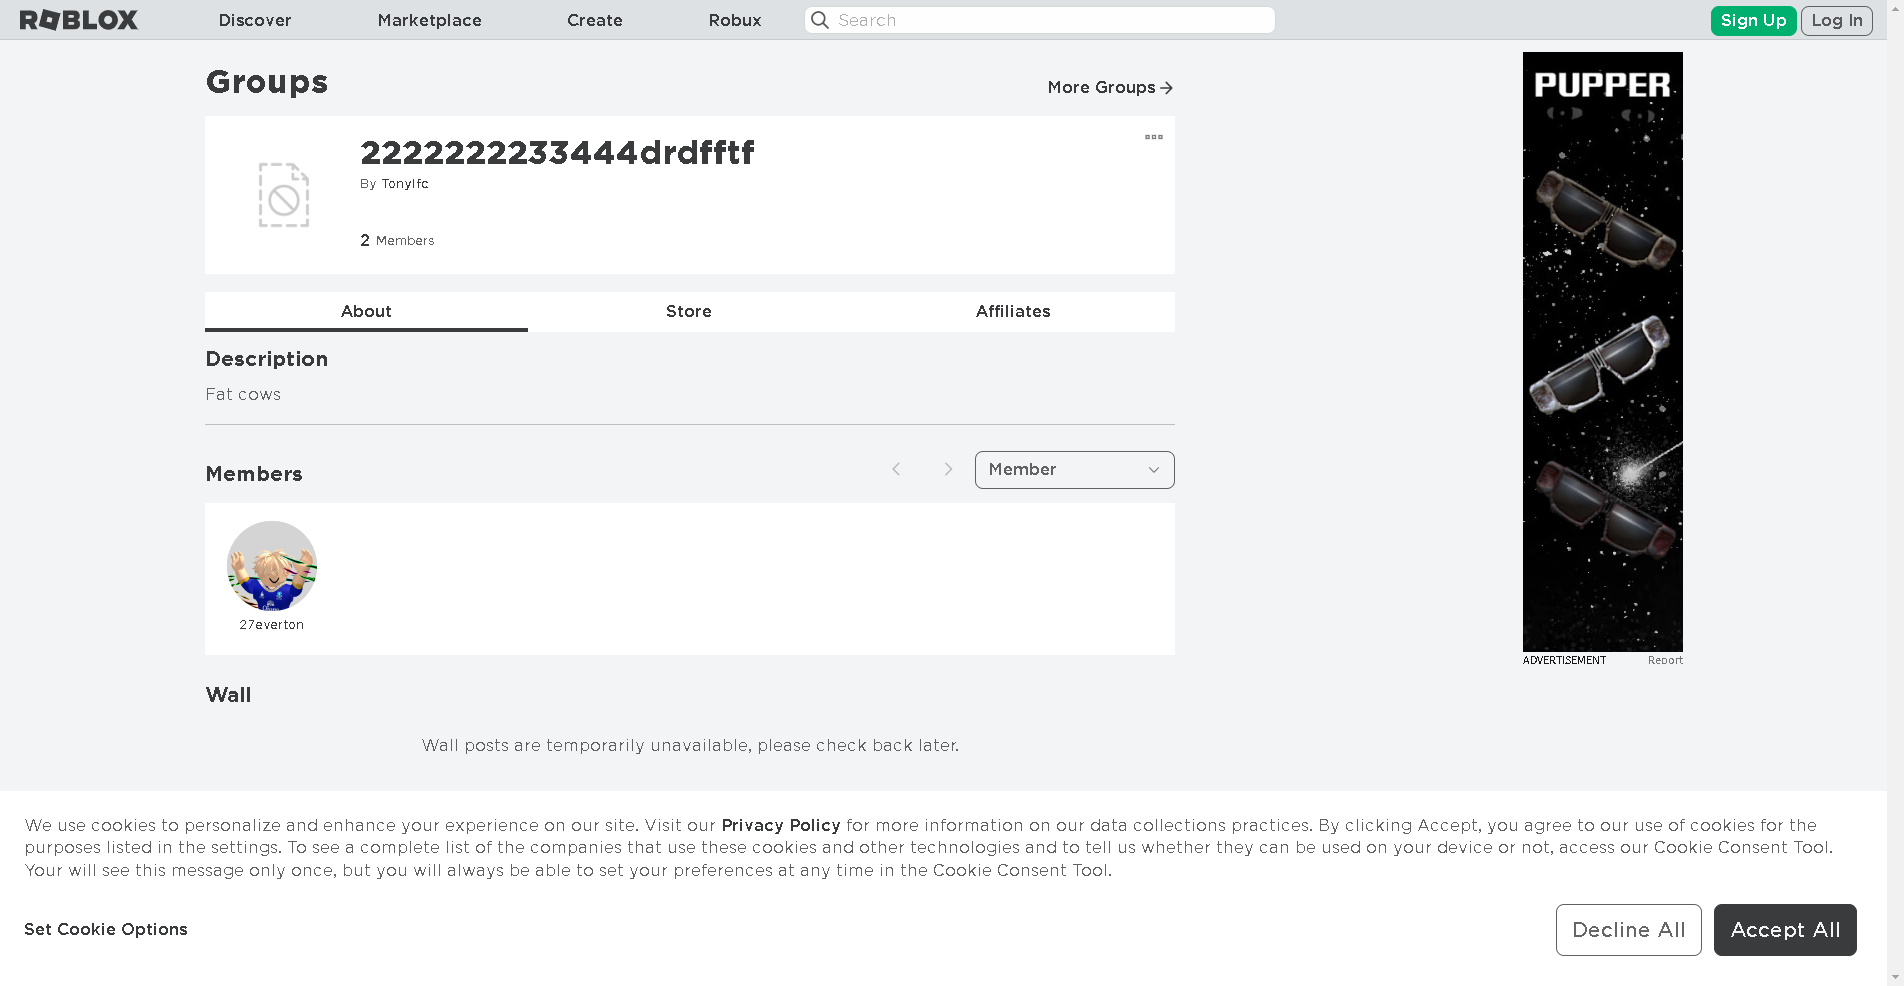 ROBLOX Discover Marketplace Create Robux Search Sign Up Log In
Groups
More Groups
2222222233444drdfftf
By Tonylfc
2 Members
About Store Affiliates
Description
Fat cows
Members
Member
27everton
Wall
Wall posts are temporarily unavailable, please check back later.
PUPPER
ADVERTISEMENT Report
We use cookies to personalize and enhance your experience on our site. Visit our Privacy Policy for more information on our data collections practices. By clicking Accept, you agree to our use of cookies for the
purposes listed in the settings. To see a complete list of the companies that use these cookies and other technologies and to tell us whether they can be used on your device or not, access our Cookie Consent Tool.
Your will see this message only once, but you will always be able to set your preferences at any time in the Cookie Consent Tool.
Set Cookie Options
Decline All
Accept All